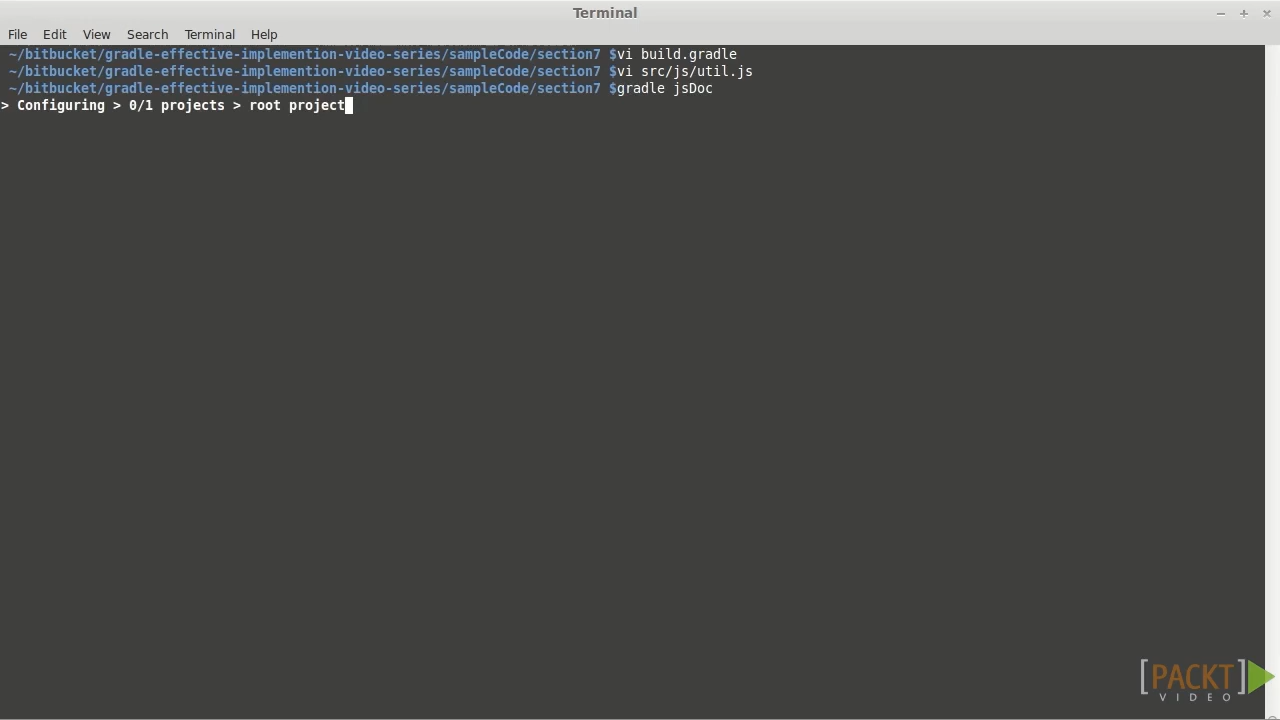 Terminal
File Edit View Search Terminal Help
~/bitbucket/gradle-effective-implemention-video-series/sampleCode/section7 $vi build.gradle
~/bitbucket/gradle-effective-implemention-video-series/sampleCode/section7 $vi src/js/util.js
~/bitbucket/gradle-effective-implemention-video-series/sampleCode/section7 $gradle jsDoc
> Configuring > 0/1 projects > root project
[PACKT]
VIDEO